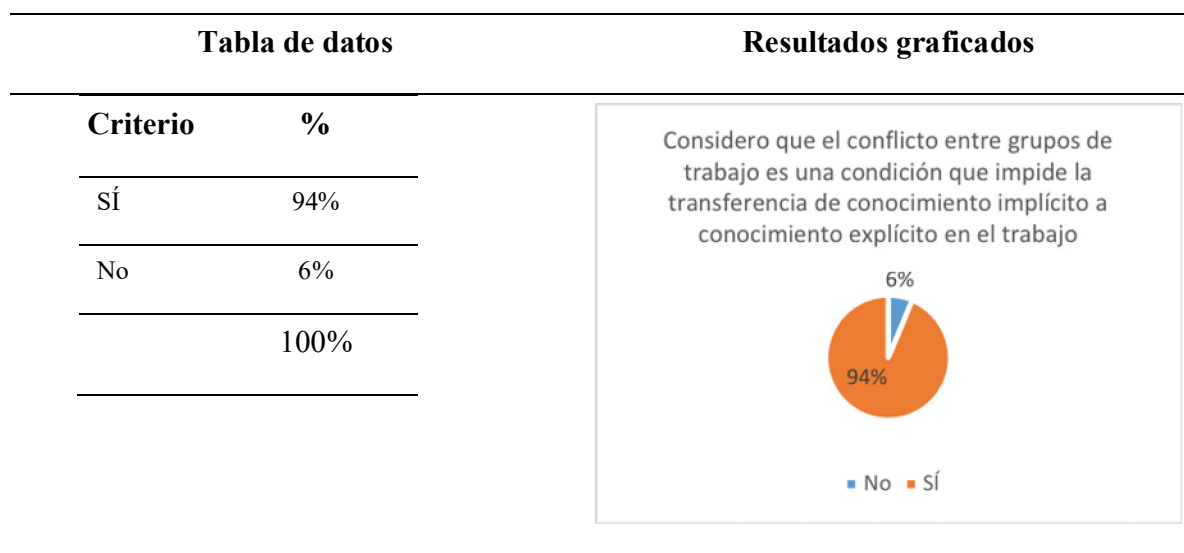 Tabla de datos
Resultados graficados
Criterio %
SÍ 94%
No 6%
100%
Considero que el conflicto entre grupos de
trabajo es una condición que impide la
transferencia de conocimiento implícito a
conocimiento explícito en el trabajo
6%
94%
No SÍ